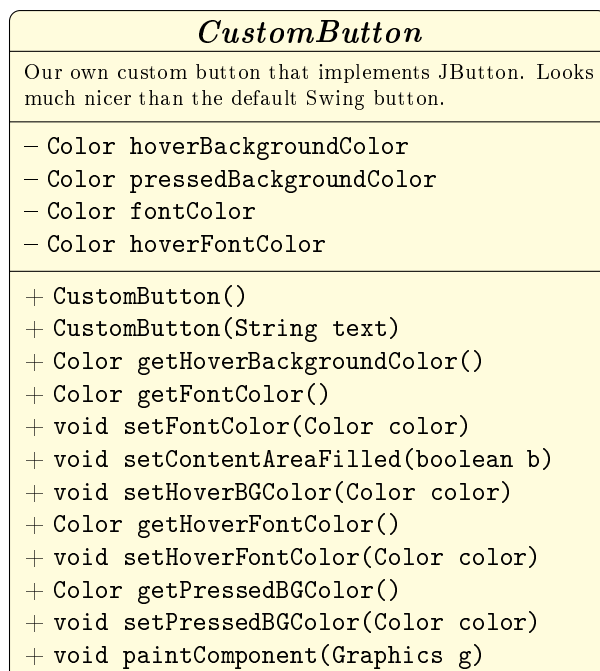 CustomButton
Our own custom button that implements JButton. Looks
much nicer than the default Swing button.
– Color hoverBackgroundColor
– Color pressedBackgroundColor
– Color fontColor
– Color hoverFontColor
+ CustomButton()
+ CustomButton(String text)
+ Color getHoverBackgroundColor()
+ Color getFontColor()
+ void setFontColor(Color color)
+ void setContentAreaFilled(boolean b)
+ void setHoverBGColor(Color color)
+ Color getHoverFontColor()
+ void setHoverFontColor(Color color)
+ Color getPressedBGColor()
+ void setPressedBGColor(Color color)
+ void paintComponent(Graphics g)